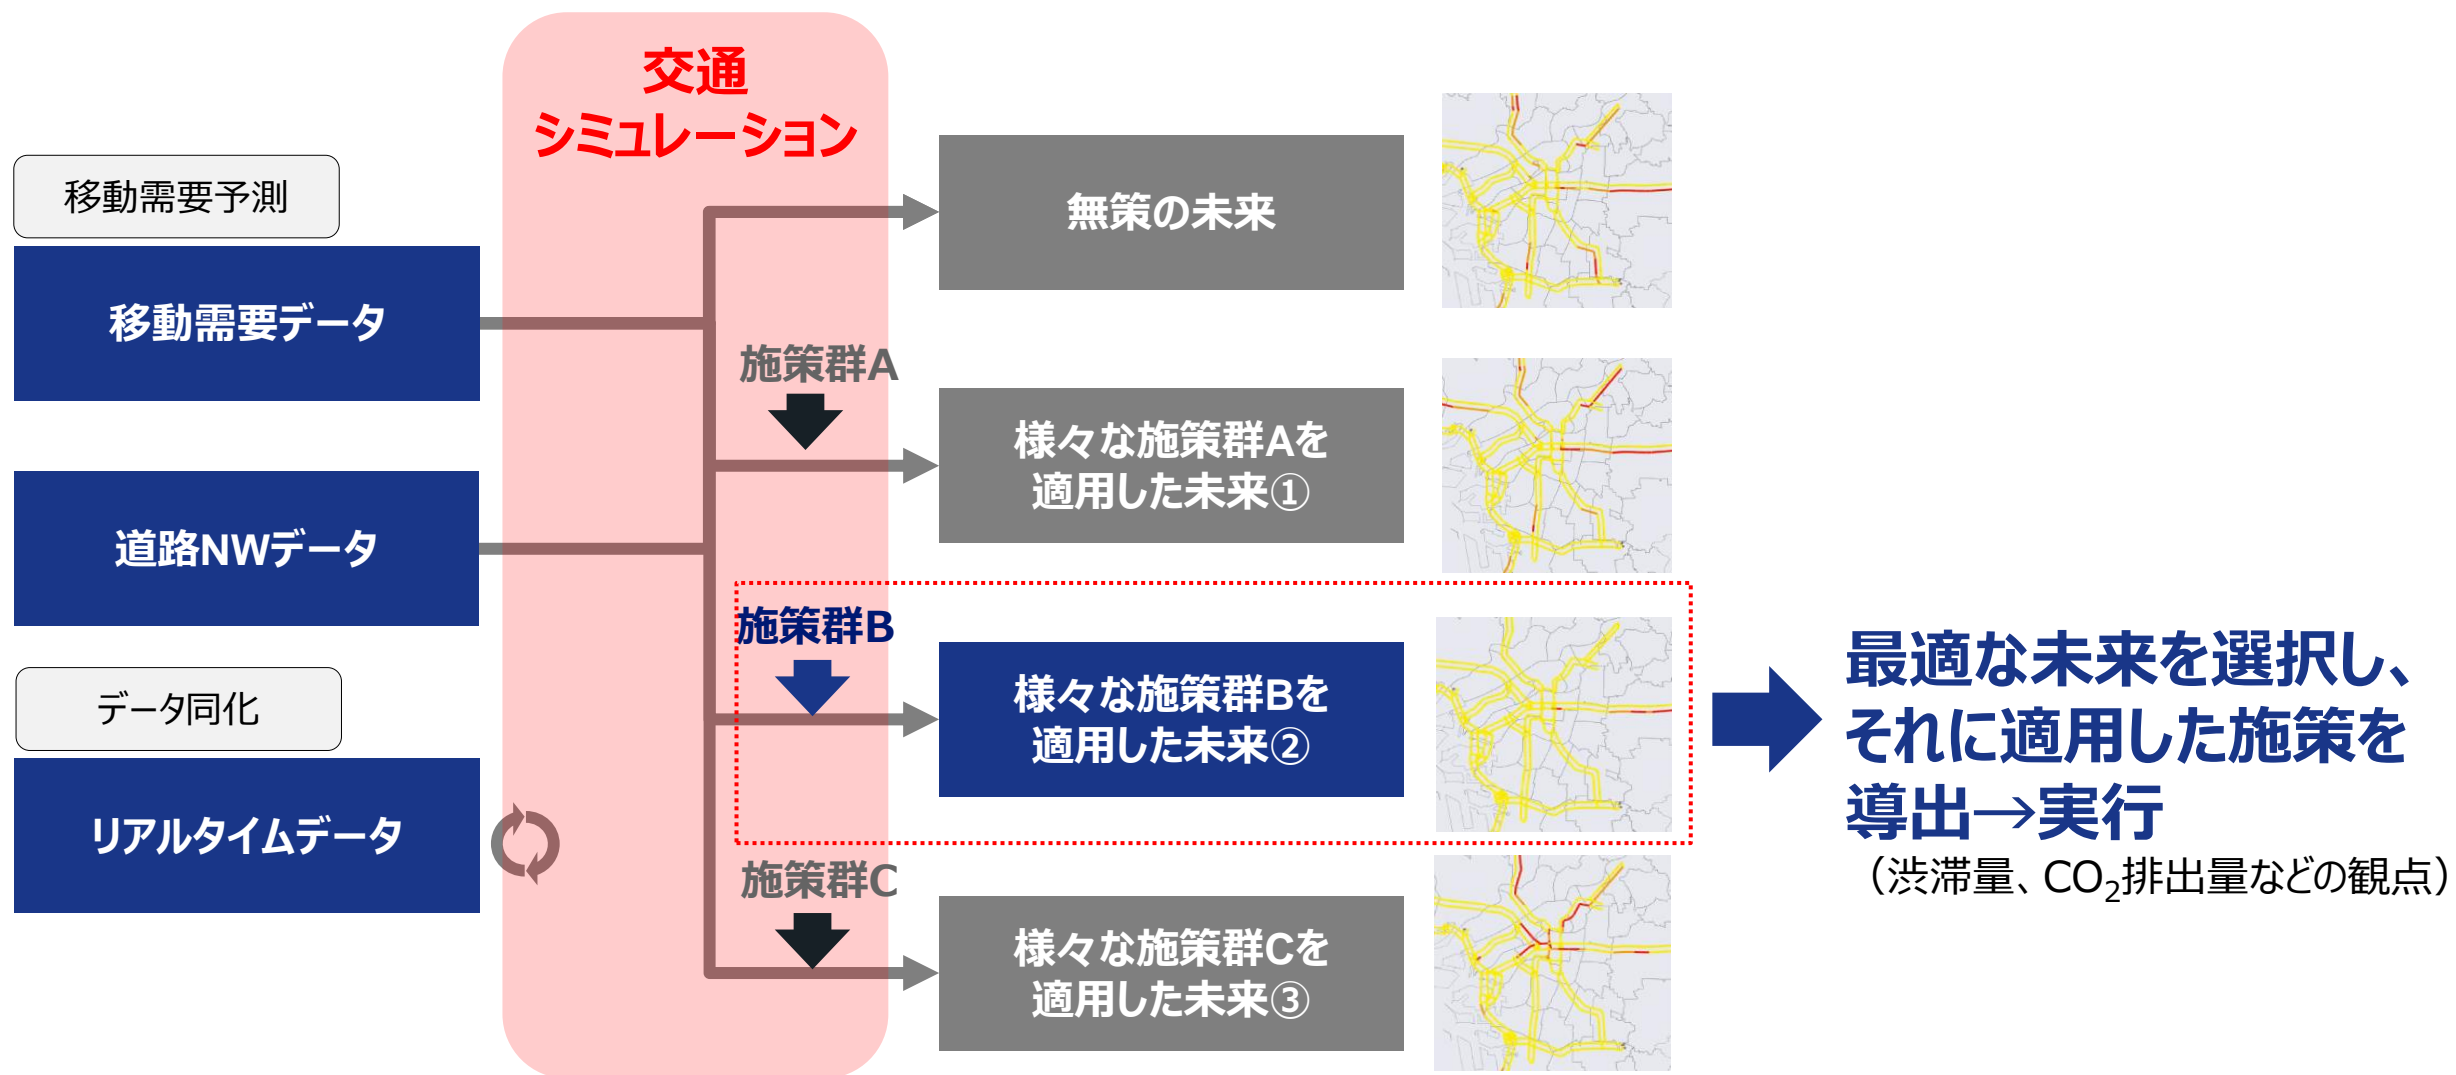 交通
シミュレーション
移動需要予測
移動需要データ
道路NWデータ
データ同化
リアルタイムデータ
無策の未来
施策群A
様々な施策群Aを
適用した未来①
施策群B
様々な施策群Bを
適用した未来②
施策群C
様々な施策群Cを
適用した未来③
最適な未来を選択し、
それに適用した施策を
導出→実行
（渋滞量、CO₂排出量などの観点）